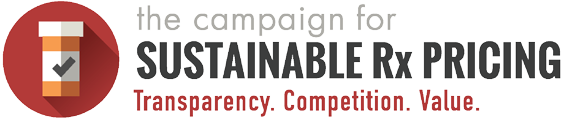 the campaign for
SUSTAINABLE Rx PRICING
Transparency. Competition. Value.